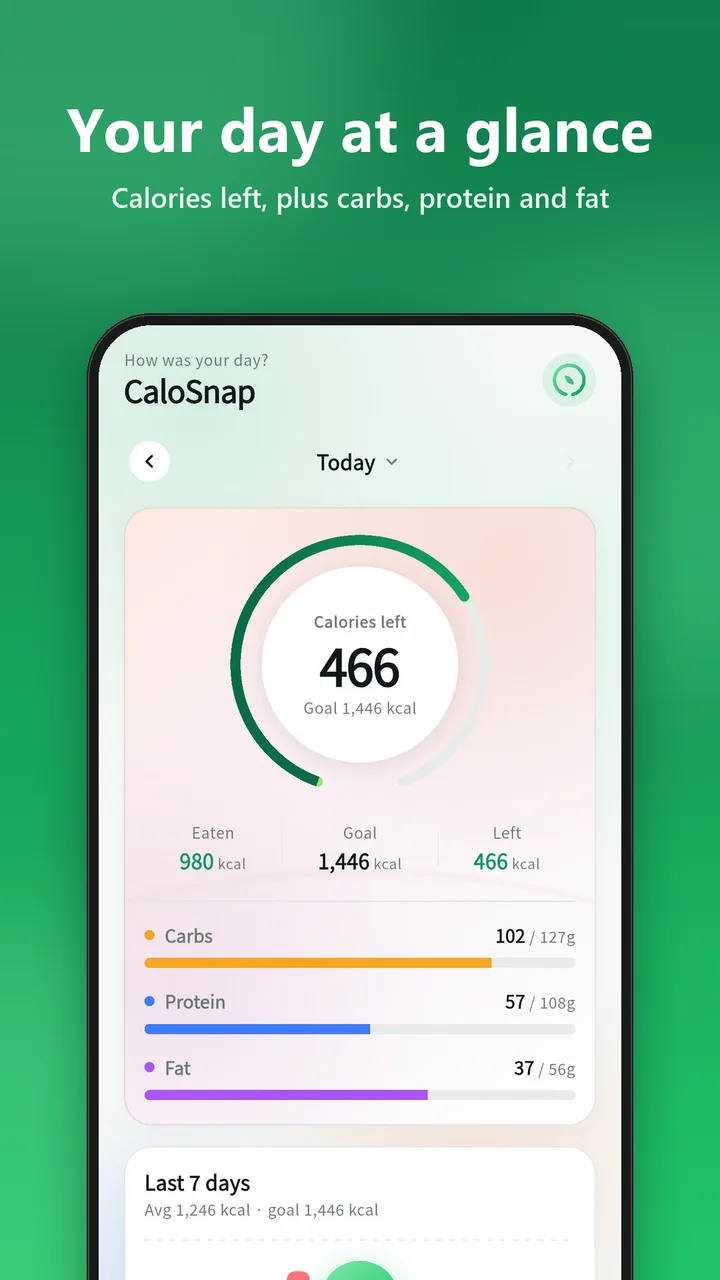 Your day at a glance
Calories left, plus carbs, protein and fat
How was your day?
CaloSnap
Today
Calories left
466
Goal 1,446 kcal
Eaten Goal Left
980 kcal 1,446 kcal 466 kcal
Carbs 102 / 127g
Protein 57 / 108g
Fat 37 / 56g
Last 7 days
Avg 1,246 kcal · goal 1,446 kcal